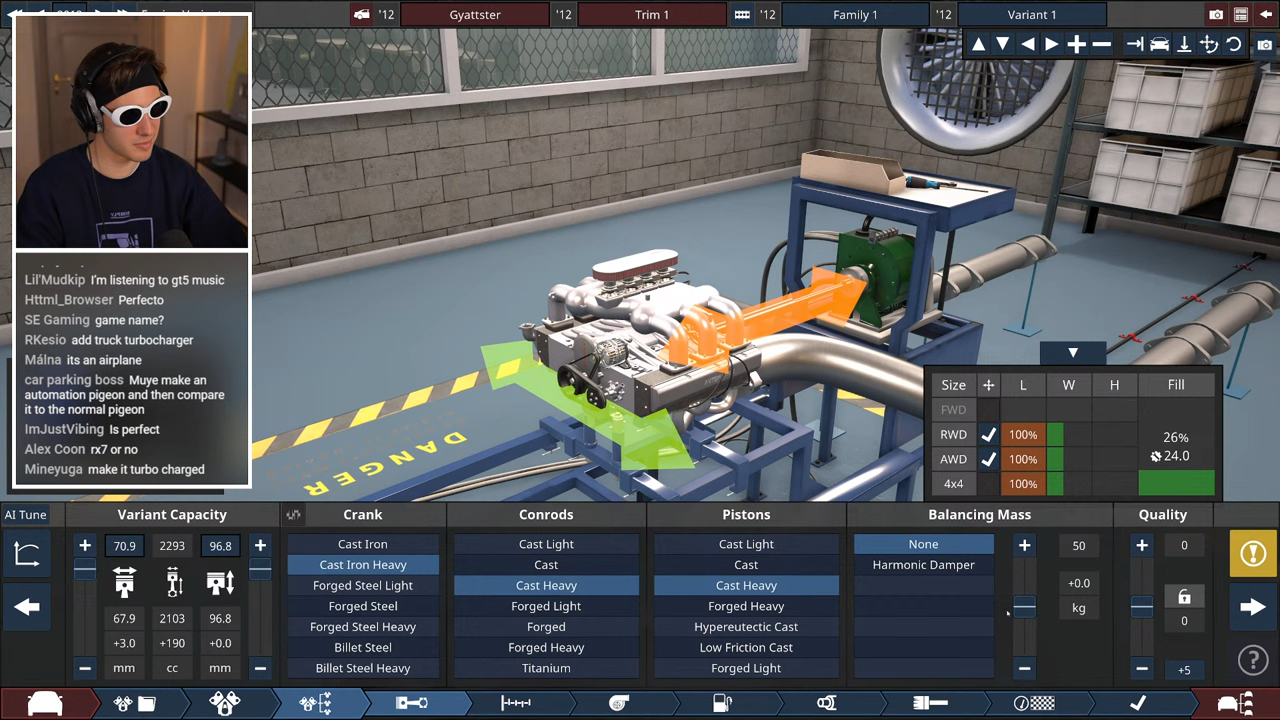 '12 Gyattster '12 Trim 1 '12 Family 1 '12 Variant 1
Lil'Mudkip I'm listening to gt5 music
Httml_Browser Perfecto
SE Gaming game name?
RKesio add truck turbocharger
Málna its an airplane
car parking boss Muye make an
automation pigeon and then compare
it to the normal pigeon
ImJustVibing Is perfect
Alex Coon rx7 or no
Mineyuga make it turbo charged
DANGER
Size L W H Fill
FWD
RWD 100%
AWD 100%
4x4 100%
26%
24.0
AI Tune
Variant Capacity
70.9 2293 96.8
67.9 2103 96.8
+3.0 +190 +0.0
mm cc mm
Crank
Cast Iron
Cast Iron Heavy
Forged Steel Light
Forged Steel
Forged Steel Heavy
Billet Steel
Billet Steel Heavy
Conrods
Cast Light
Cast
Cast Heavy
Forged Light
Forged
Forged Heavy
Titanium
Pistons
Cast Light
Cast
Cast Heavy
Forged Heavy
Hypereutectic Cast
Low Friction Cast
Forged Light
Balancing Mass
None
Harmonic Damper
50
+0.0
kg
Quality
0
0
+5